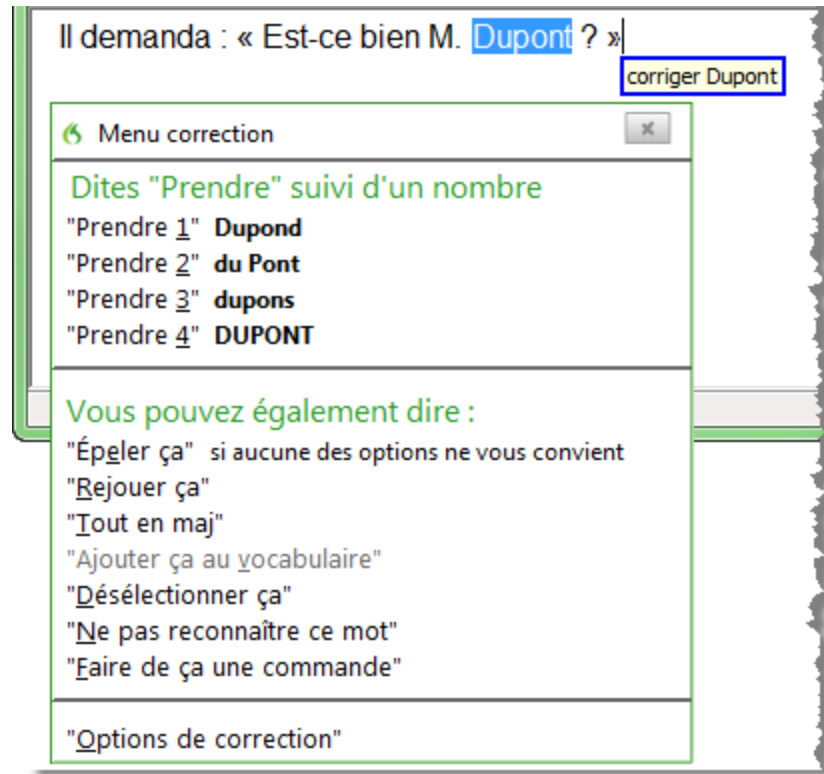 Il demanda : « Est-ce bien M. Dupont ? »
corriger Dupont
Menu correction
Dites "Prendre" suivi d'un nombre
"Prendre 1" Dupond
"Prendre 2" du Pont
"Prendre 3" dupons
"Prendre 4" DUPONT
Vous pouvez également dire :
"Épeler ça" si aucune des options ne vous convient
"Rejouer ça"
"Tout en maj"
"Ajouter ça au vocabulaire"
"Désélectionner ça"
"Ne pas reconnaître ce mot"
"Faire de ça une commande"
"Options de correction"